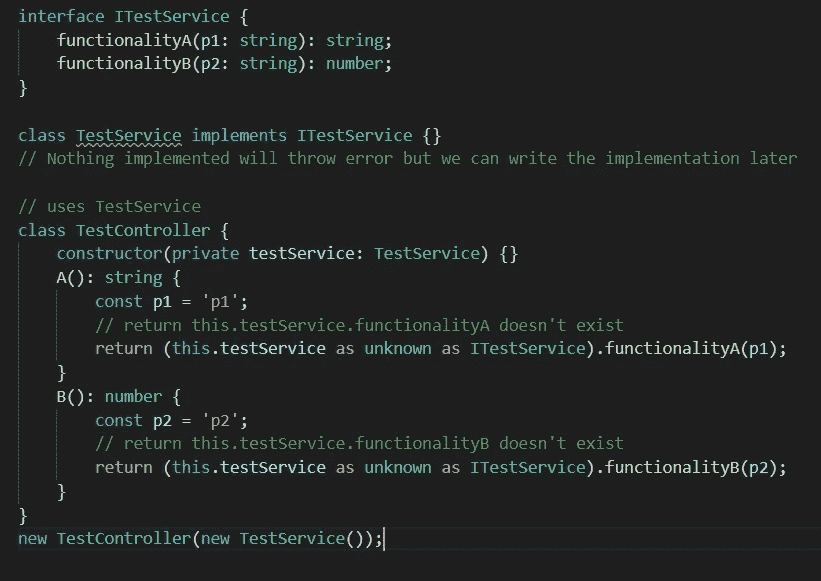 interface ITestService {
    functionalityA(p1: string): string;
    functionalityB(p2: string): number;
}
class TestService implements ITestService {}
// Nothing implemented will throw error but we can write the implementation later
// uses TestService
class TestController {
    constructor(private testService: TestService) {}
    A(): string {
        const p1 = 'p1';
        // return this.testService.functionalityA doesn't exist
        return (this.testService as unknown as ITestService).functionalityA(p1);
    }
    B(): number {
        const p2 = 'p2';
        // return this.testService.functionalityB doesn't exist
        return (this.testService as unknown as ITestService).functionalityB(p2);
    }
}
new TestController(new TestService());